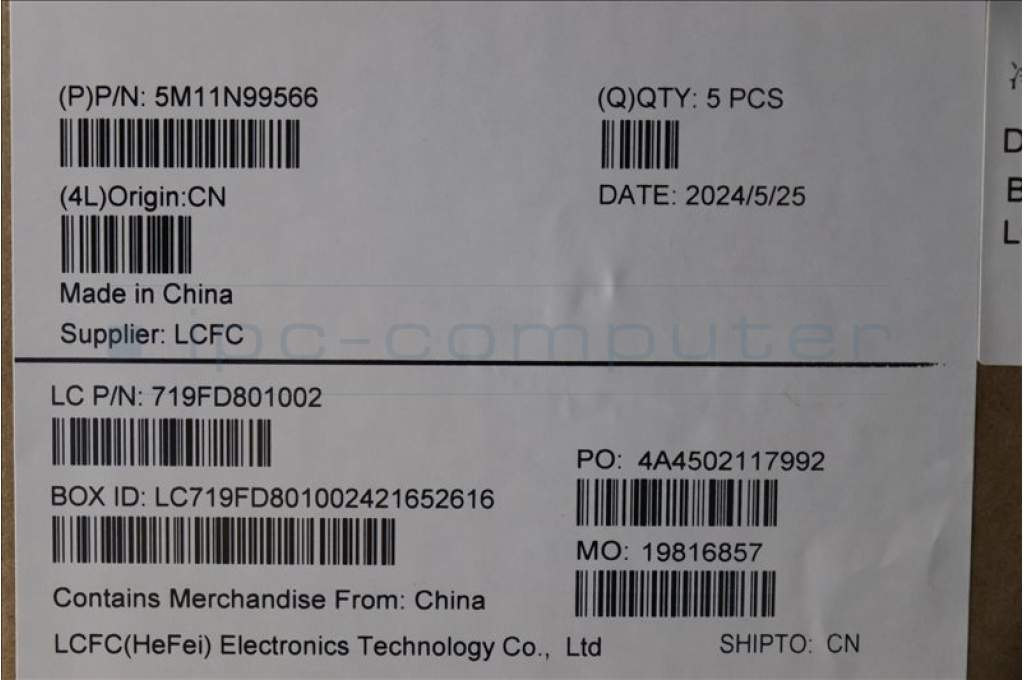 (P)P/N: 5M11N99566
(Q)QTY: 5 PCS
(4L)Origin:CN
DATE: 2024/5/25
Made in China
Supplier: LCFC
ipc-computer
LC P/N: 719FD801002
PO: 4A4502117992
BOX ID: LC719FD801002421652616
MO: 19816857
Contains Merchandise From: China
LCFC(HeFei) Electronics Technology Co., Ltd
SHIPTO: CN
D
B
L